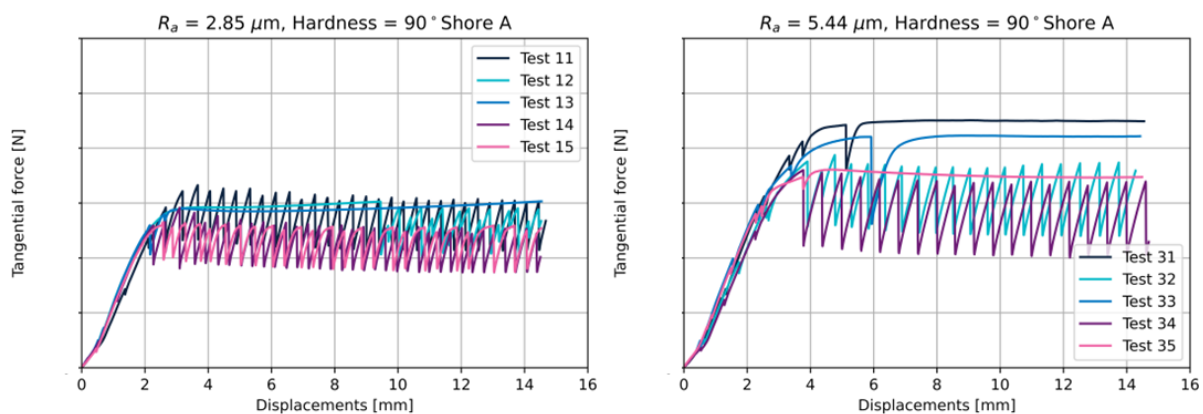 Rₐ = 2.85 μm, Hardness = 90°Shore A
Tangential force [N]
Test 11
Test 12
Test 13
Test 14
Test 15
0 2 4 6 8 10 12 14 16
Displacements [mm]
Rₐ = 5.44 μm, Hardness = 90°Shore A
Tangential force [N]
Test 31
Test 32
Test 33
Test 34
Test 35
0 2 4 6 8 10 12 14 16
Displacements [mm]